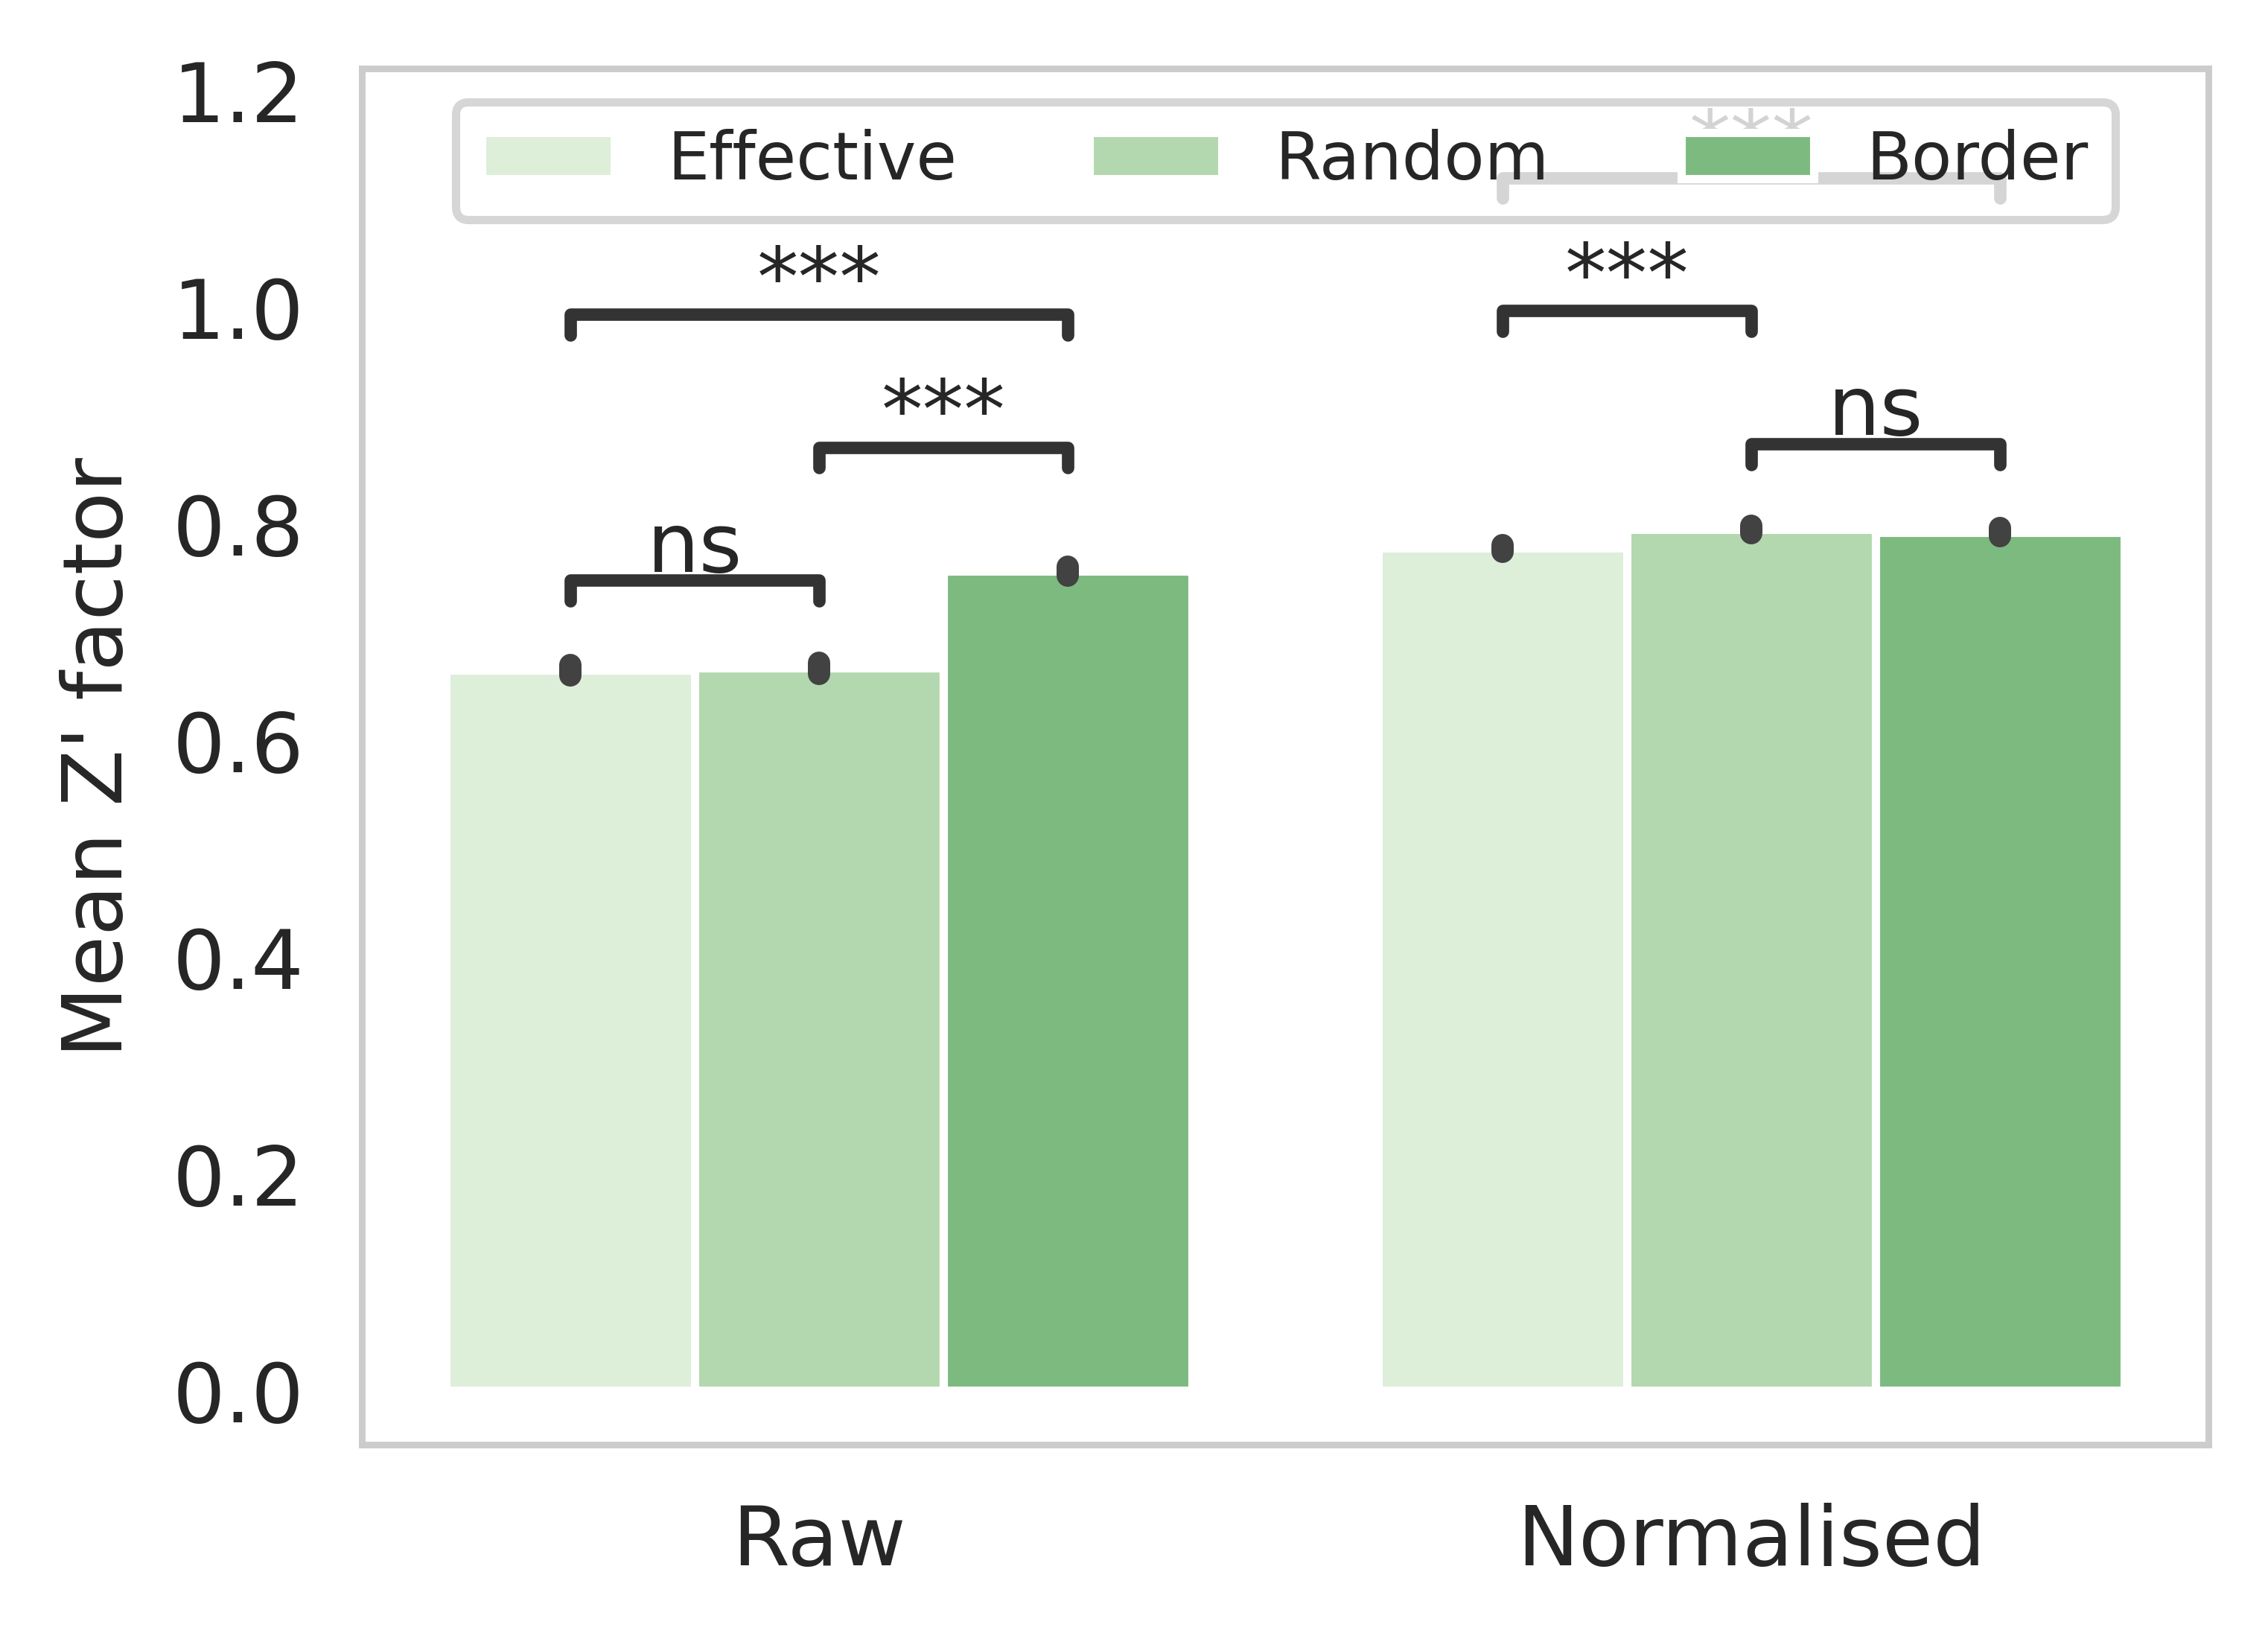 1.2
1.0
0.8
0.6
0.4
0.2
0.0
Mean Z' factor
Effective Random Border
***
***
***
***
ns
ns
Raw Normalised